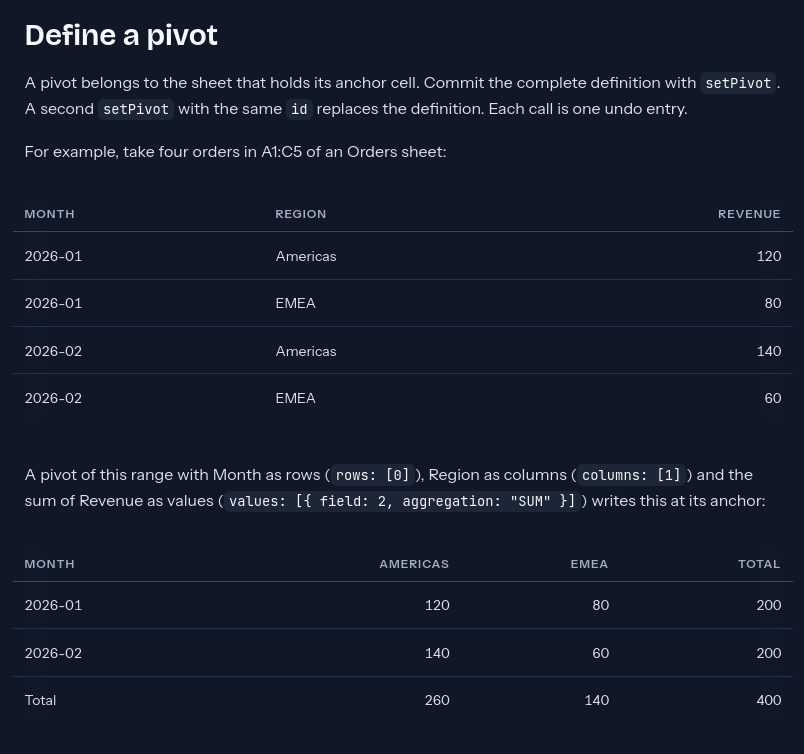 Define a pivot
A pivot belongs to the sheet that holds its anchor cell. Commit the complete definition with setPivot.
A second setPivot with the same id replaces the definition. Each call is one undo entry.
For example, take four orders in A1:C5 of an Orders sheet:
MONTH REGION REVENUE
2026-01 Americas 120
2026-01 EMEA 80
2026-02 Americas 140
2026-02 EMEA 60
A pivot of this range with Month as rows (rows: [0]), Region as columns (columns: [1]) and the
sum of Revenue as values (values: [{ field: 2, aggregation: "SUM" }]) writes this at its anchor:
MONTH AMERICAS EMEA TOTAL
2026-01 120 80 200
2026-02 140 60 200
Total 260 140 400